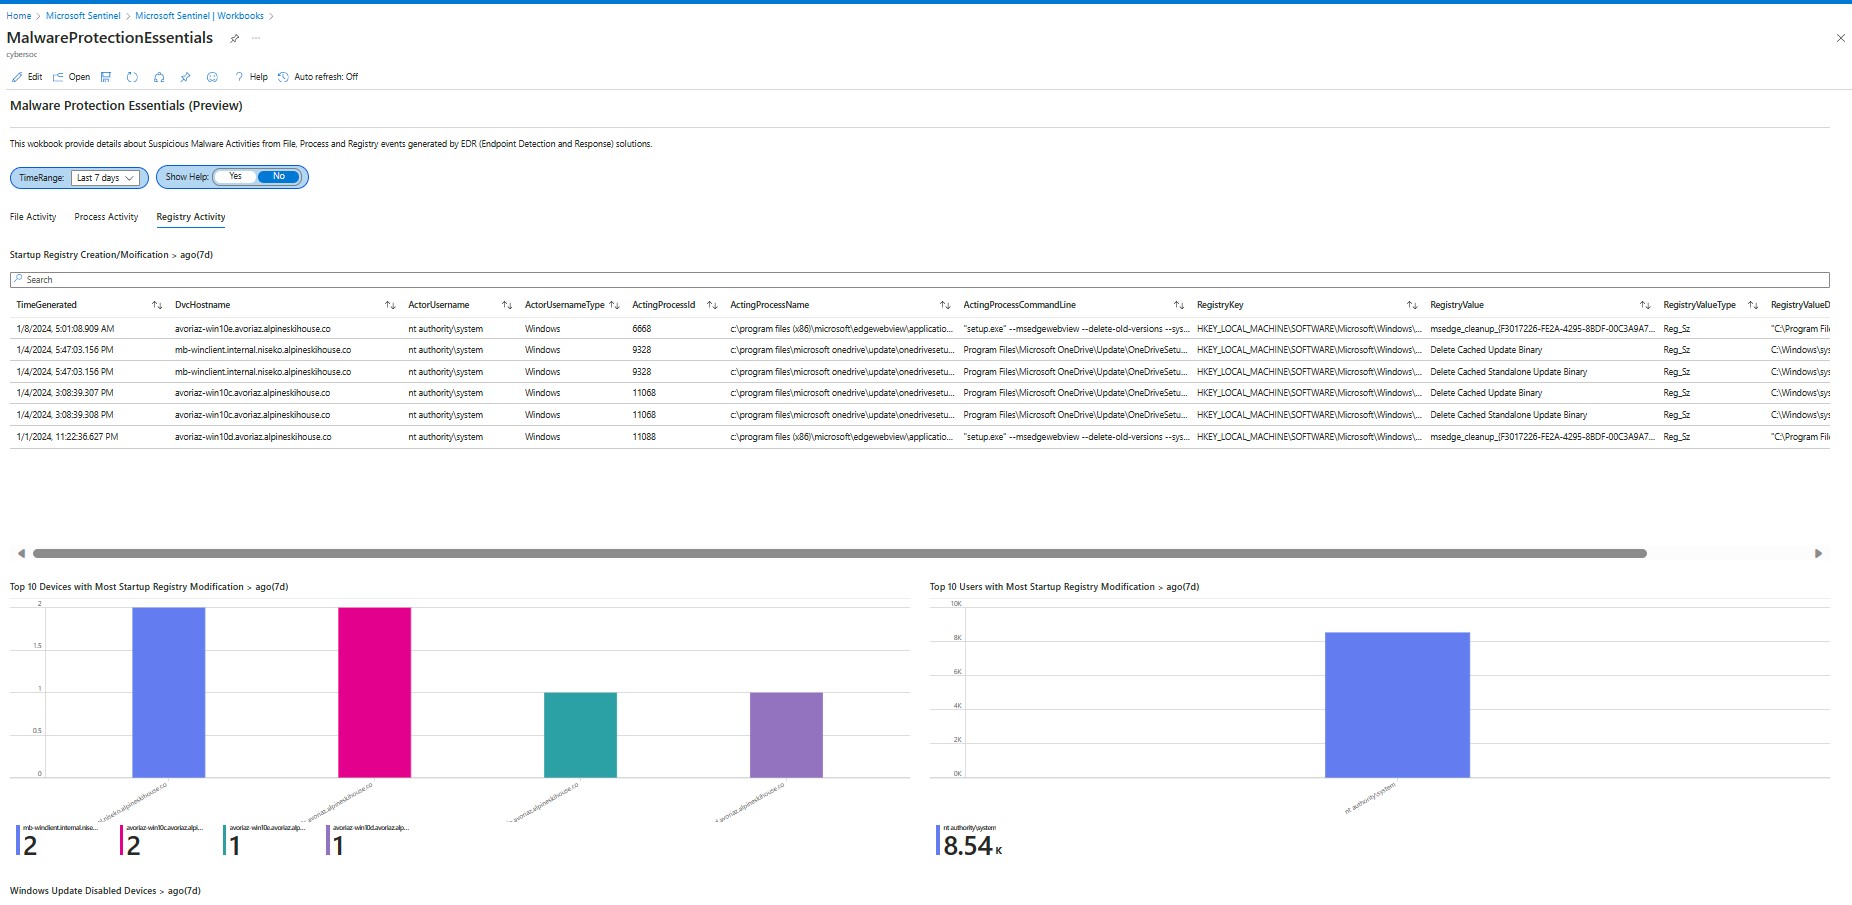 Home > Microsoft Sentinel > Microsoft Sentinel | Workbooks >
MalwareProtectionEssentials
cybersoc
Edit Open Help Auto refresh: Off
Malware Protection Essentials (Preview)
This wokbook provide details about Suspicious Malware Activities from File, Process and Registry events generated by EDR (Endpoint Detection and Response) solutions.
TimeRange: Last 7 days Show Help: Yes No
File Activity Process Activity Registry Activity
Startup Registry Creation/Moification > ago(7d)
Search
TimeGenerated DvcHostname ActorUsername ActorUsernameType ActingProcessId ActingProcessName ActingProcessCommandLine RegistryKey RegistryValue RegistryValueType RegistryValueD
1/8/2024, 5:01:08.909 AM avoriaz-win10e.avoriaz.alpineskihouse.co nt authority\system Windows 6668 c:\program files (x86)\microsoft\edgewebview\applicatio... "setup.exe" --msedgewebview --delete-old-versions --sys... HKEY_LOCAL_MACHINE\SOFTWARE\Microsoft\Windows\... msedge_cleanup_{F3017226-FE2A-4295-8BDF-00C3A9A7... Reg_Sz "C:\Program File
1/4/2024, 5:47:03.156 PM mb-winclient.internal.niseko.alpineskihouse.co nt authority\system Windows 9328 c:\program files\microsoft onedrive\update\onedrivesetu... Program Files\Microsoft OneDrive\Update\OneDriveSetu... HKEY_LOCAL_MACHINE\SOFTWARE\Microsoft\Windows\... Delete Cached Update Binary Reg_Sz C:\Windows\sys
1/4/2024, 5:47:03.156 PM mb-winclient.internal.niseko.alpineskihouse.co nt authority\system Windows 9328 c:\program files\microsoft onedrive\update\onedrivesetu... Program Files\Microsoft OneDrive\Update\OneDriveSetu... HKEY_LOCAL_MACHINE\SOFTWARE\Microsoft\Windows\... Delete Cached Standalone Update Binary Reg_Sz C:\Windows\sys
1/4/2024, 3:08:39.307 PM avoriaz-win10c.avoriaz.alpineskihouse.co nt authority\system Windows 11068 c:\program files\microsoft onedrive\update\onedrivesetu... Program Files\Microsoft OneDrive\Update\OneDriveSetu... HKEY_LOCAL_MACHINE\SOFTWARE\Microsoft\Windows\... Delete Cached Update Binary Reg_Sz C:\Windows\sys
1/4/2024, 3:08:39.308 PM avoriaz-win10c.avoriaz.alpineskihouse.co nt authority\system Windows 11068 c:\program files\microsoft onedrive\update\onedrivesetu... Program Files\Microsoft OneDrive\Update\OneDriveSetu... HKEY_LOCAL_MACHINE\SOFTWARE\Microsoft\Windows\... Delete Cached Standalone Update Binary Reg_Sz C:\Windows\sys
1/1/2024, 11:22:36.627 PM avoriaz-win10d.avoriaz.alpineskihouse.co nt authority\system Windows 11088 c:\program files (x86)\microsoft\edgewebview\applicatio... "setup.exe" --msedgewebview --delete-old-versions --sys... HKEY_LOCAL_MACHINE\SOFTWARE\Microsoft\Windows\... msedge_cleanup_{F3017226-FE2A-4295-8BDF-00C3A9A7... Reg_Sz "C:\Program File
Top 10 Devices with Most Startup Registry Modification > ago(7d)
2
1.5
1
0.5
0
l.niseko.alpineskihouse.co
avoriaz.alpineskihouse.co
avoriaz.alpineskihouse.co
avoriaz.alpineskihouse.co
mb-winclient.internal.nise... avoriaz-win10c.avoriaz.alpi... avoriaz-win10e.avoriaz.alp... avoriaz-win10d.avoriaz.alp...
2 2 1 1
Top 10 Users with Most Startup Registry Modification > ago(7d)
10K
8K
6K
4K
2K
0K
nt authority\system
nt authority\system
8.54 K
Windows Update Disabled Devices > ago(7d)